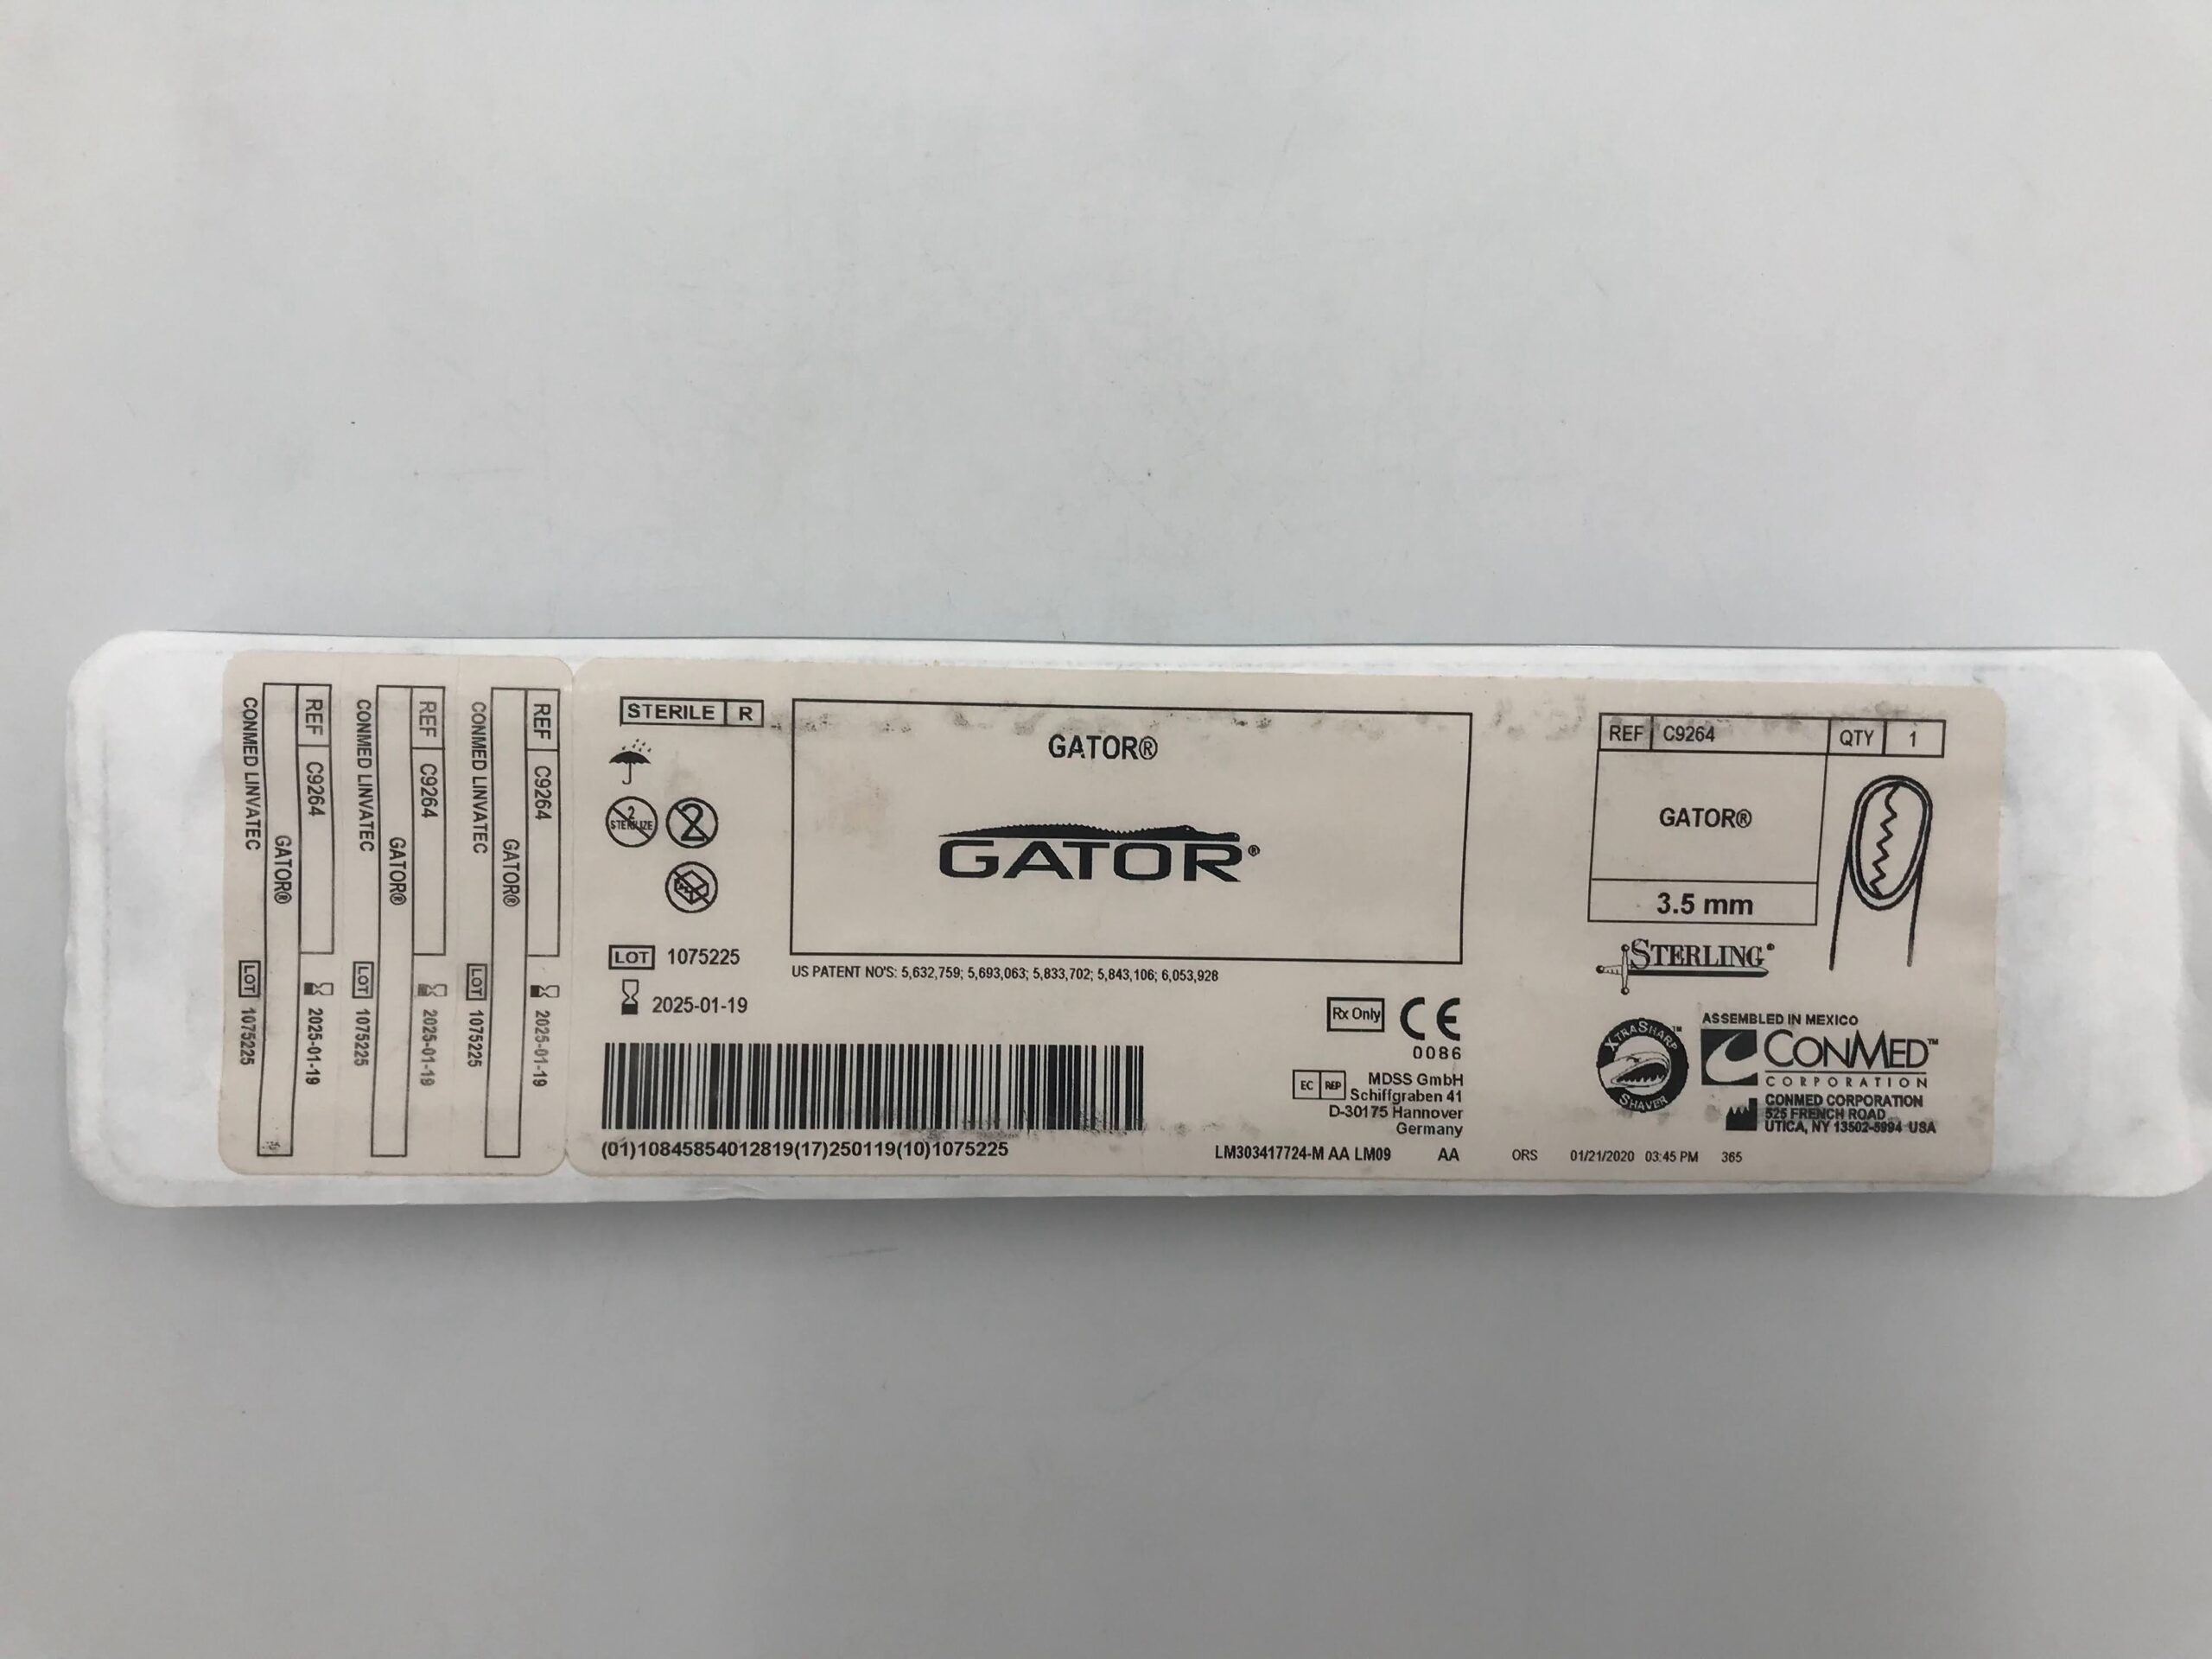 CONMED LINVATEC LOT 1075225
GATOR®
REF C9264 2025-01-19
CONMED LINVATEC LOT 1075225
GATOR®
REF C9264 2025-01-19
CONMED LINVATEC LOT 1075225
GATOR®
REF C9264 2025-01-19
STERILE R
2
STERILIZE
2
LOT 1075225
2025-01-19
(01)10845854012819(17)250119(10)1075225
GATOR®
GATOR®
US PATENT NO'S: 5,632,759; 5,693,063; 5,833,702; 5,843,106; 6,053,928
Rx Only CE
0086
EC REP MDSS GmbH
Schiffgraben 41
D-30175 Hannover
Germany
LM303417724-M AA LM09 AA ORS 01/21/2020 03:45 PM 365
REF C9264 QTY 1
GATOR®
3.5 mm
STERLING®
XTRASHARP™
SHAVER
ASSEMBLED IN MEXICO
CONMED™
CORPORATION
CONMED CORPORATION
525 FRENCH ROAD
UTICA, NY 13502-5994 USA